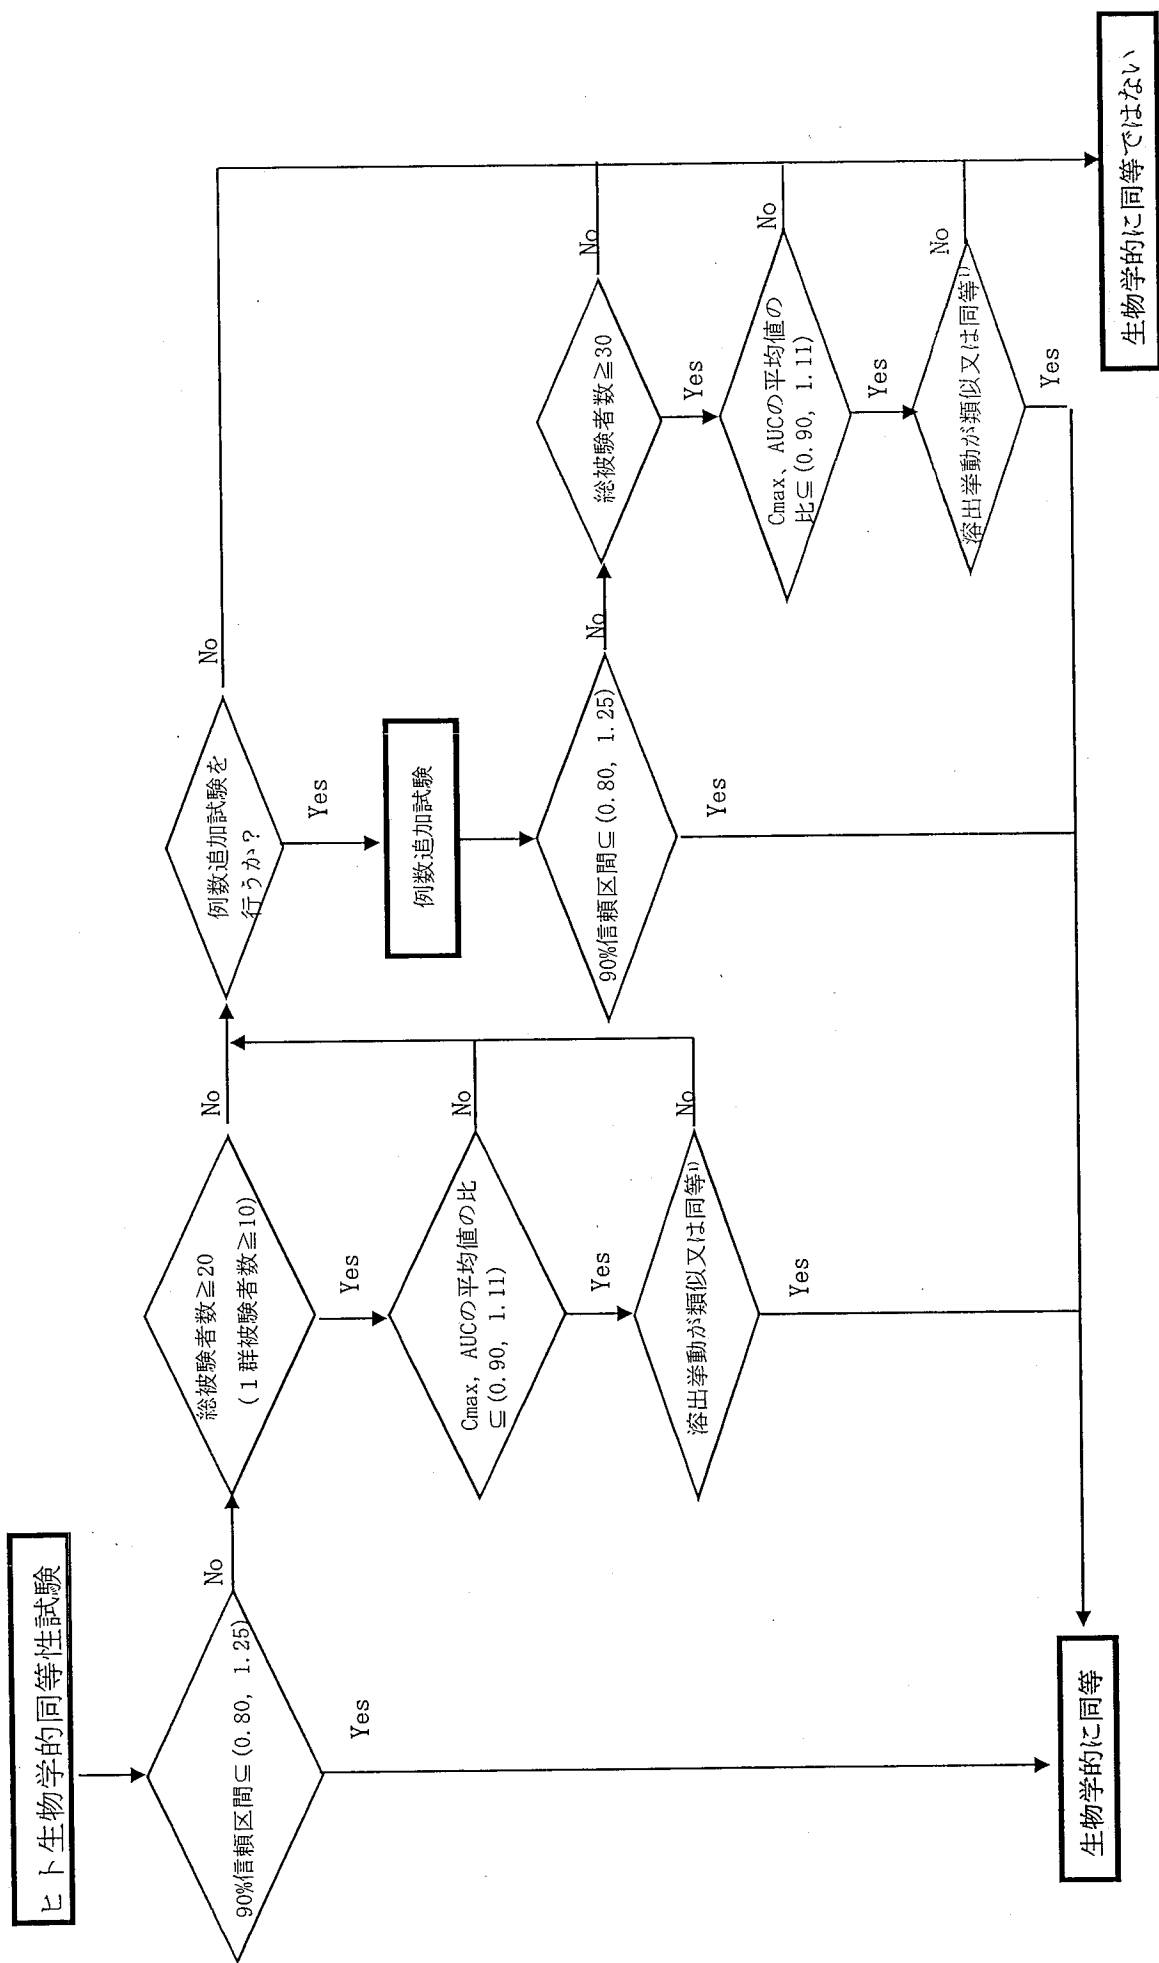 ヒト生物学的同等性試験
90%信頼区間⊆(0.80, 1.25)
No
Yes
総被験者数≧20
(1群被験者数≧10)
No
Yes
Cmax, AUCの平均値の比
⊆(0.90, 1.11)
No
Yes
溶出挙動が類似又は同等1)
No
Yes
例数追加試験を
行うか?
No
Yes
例数追加試験
90%信頼区間⊆(0.80, 1.25)
No
Yes
総被験者数≧30
No
Yes
Cmax、AUCの平均値の
比⊆(0.90, 1.11)
No
Yes
溶出挙動が類似又は同等1)
No
Yes
生物学的に同等
生物学的に同等ではない